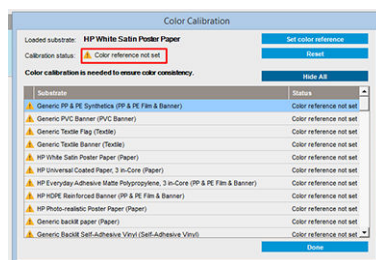 Color Calibration
Loaded substrate: HP White Satin Poster Paper
Set color reference
Calibration status: Color reference not set
Reset
Color calibration is needed to ensure color consistency.
Hide All
Substrate Status
Generic PP & PE Synthetics (PP & PE Film & Banner) Color reference not set
Generic PVC Banner (PVC Banner) Color reference not set
Generic Textile Flag (Textile) Color reference not set
Generic Textile Banner (Textile) Color reference not set
HP White Satin Poster Paper (Paper) Color reference not set
HP Universal Coated Paper, 3 in-Core (Paper) Color reference not set
HP Everyday Adhesive Matte Polypropylene, 3 in-Core (PP & PE Film & Banner) Color reference not set
HP HDPE Reinforced Banner (PP & PE Film & Banner) Color reference not set
HP Photo-realistic Poster Paper (Paper) Color reference not set
Generic backlit paper (Paper) Color reference not set
Generic Backlit Self-Adhesive Vinyl (Self-Adhesive Vinyl) Color reference not set
Done